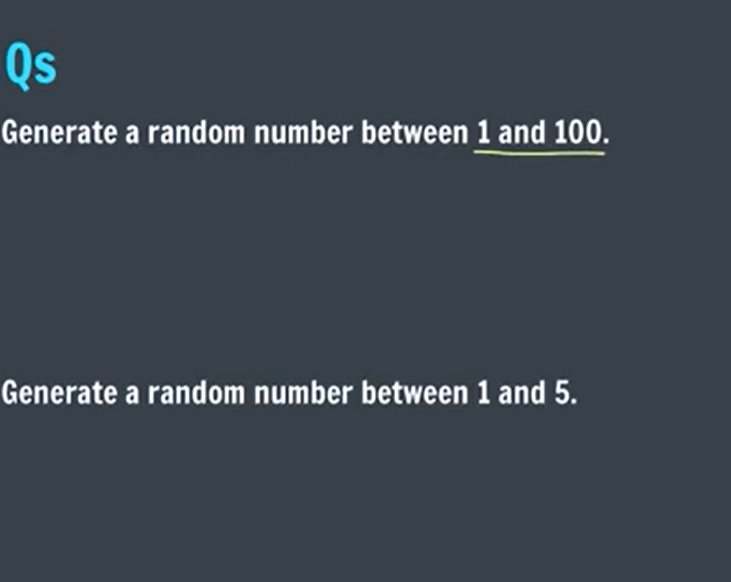 Qs
Generate a random number between 1 and 100.
Generate a random number between 1 and 5.